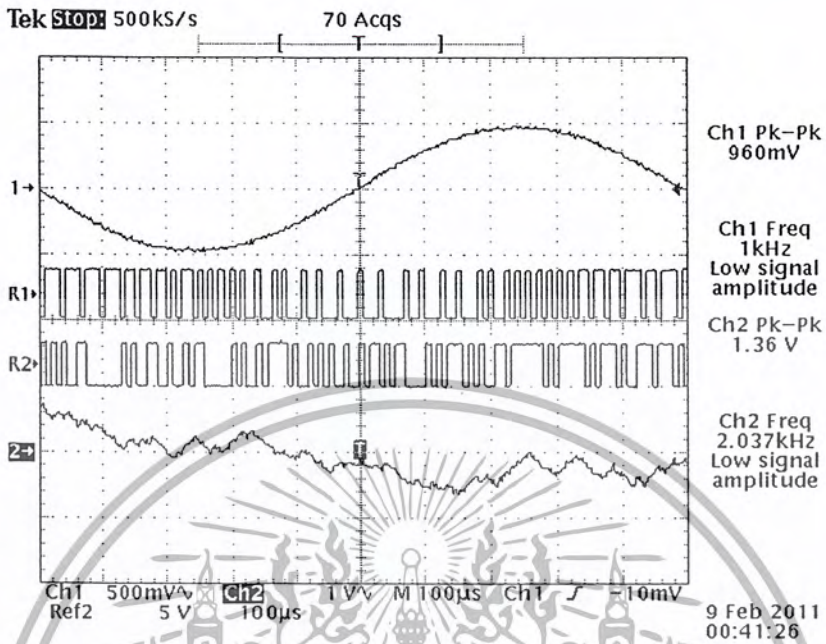 Tek Stop: 500kS/s 70 Acqs
[ T ]
Ch1 Pk-Pk
960mV
1→
Ch1 Freq
1kHz
Low signal
amplitude
R1
Ch2 Pk-Pk
1.36 V
R2
Ch2 Freq
2.037kHz
Low signal
amplitude
2→
T
Ch1 500mV Ch2 1V M 100µs Ch1 -10mV
Ref2 5 V 100µs
9 Feb 2011
00:41:26